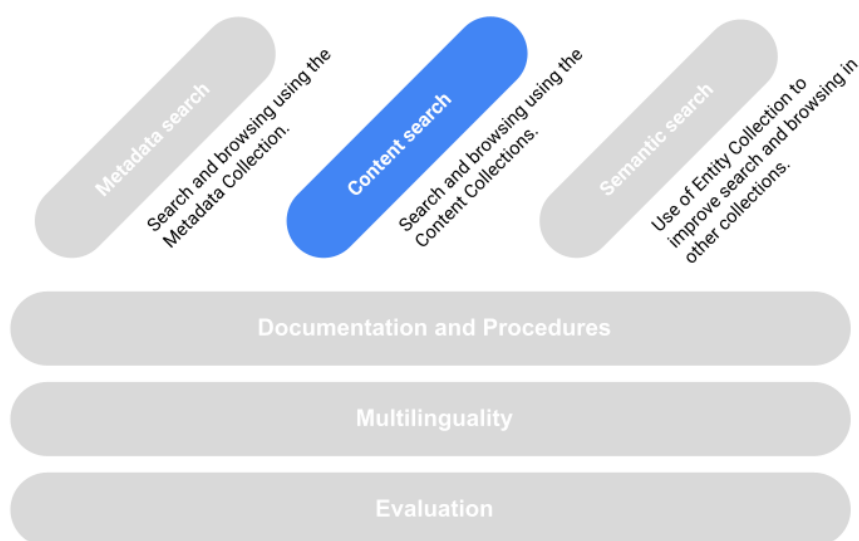 Metadata search
Search and browsing using the
Metadata Collection.
Content search
Search and browsing using the
Content Collections.
Semantic search
Use of Entity Collection to
improve search and browsing in
other collections.
Documentation and Procedures
Multilinguality
Evaluation